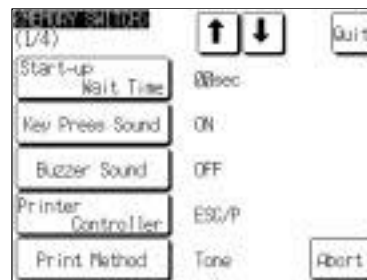 MEMORY SWITCH
(1/4)
Quit
Start-up
Wait Time
00sec
Key Press Sound
ON
Buzzer Sound
OFF
Printer
Controller
ESC/P
Print Method
Tone
Abort